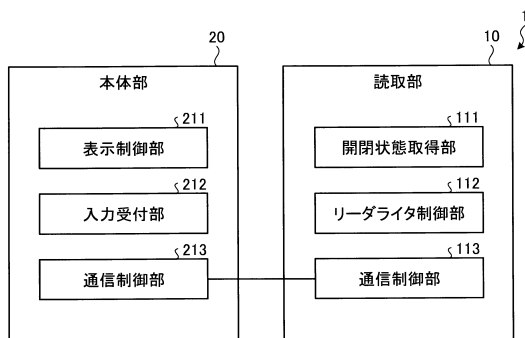 1
20
本体部
211
表示制御部
212
入力受付部
213
通信制御部
10
読取部
111
開閉状態取得部
112
リーダライタ制御部
113
通信制御部